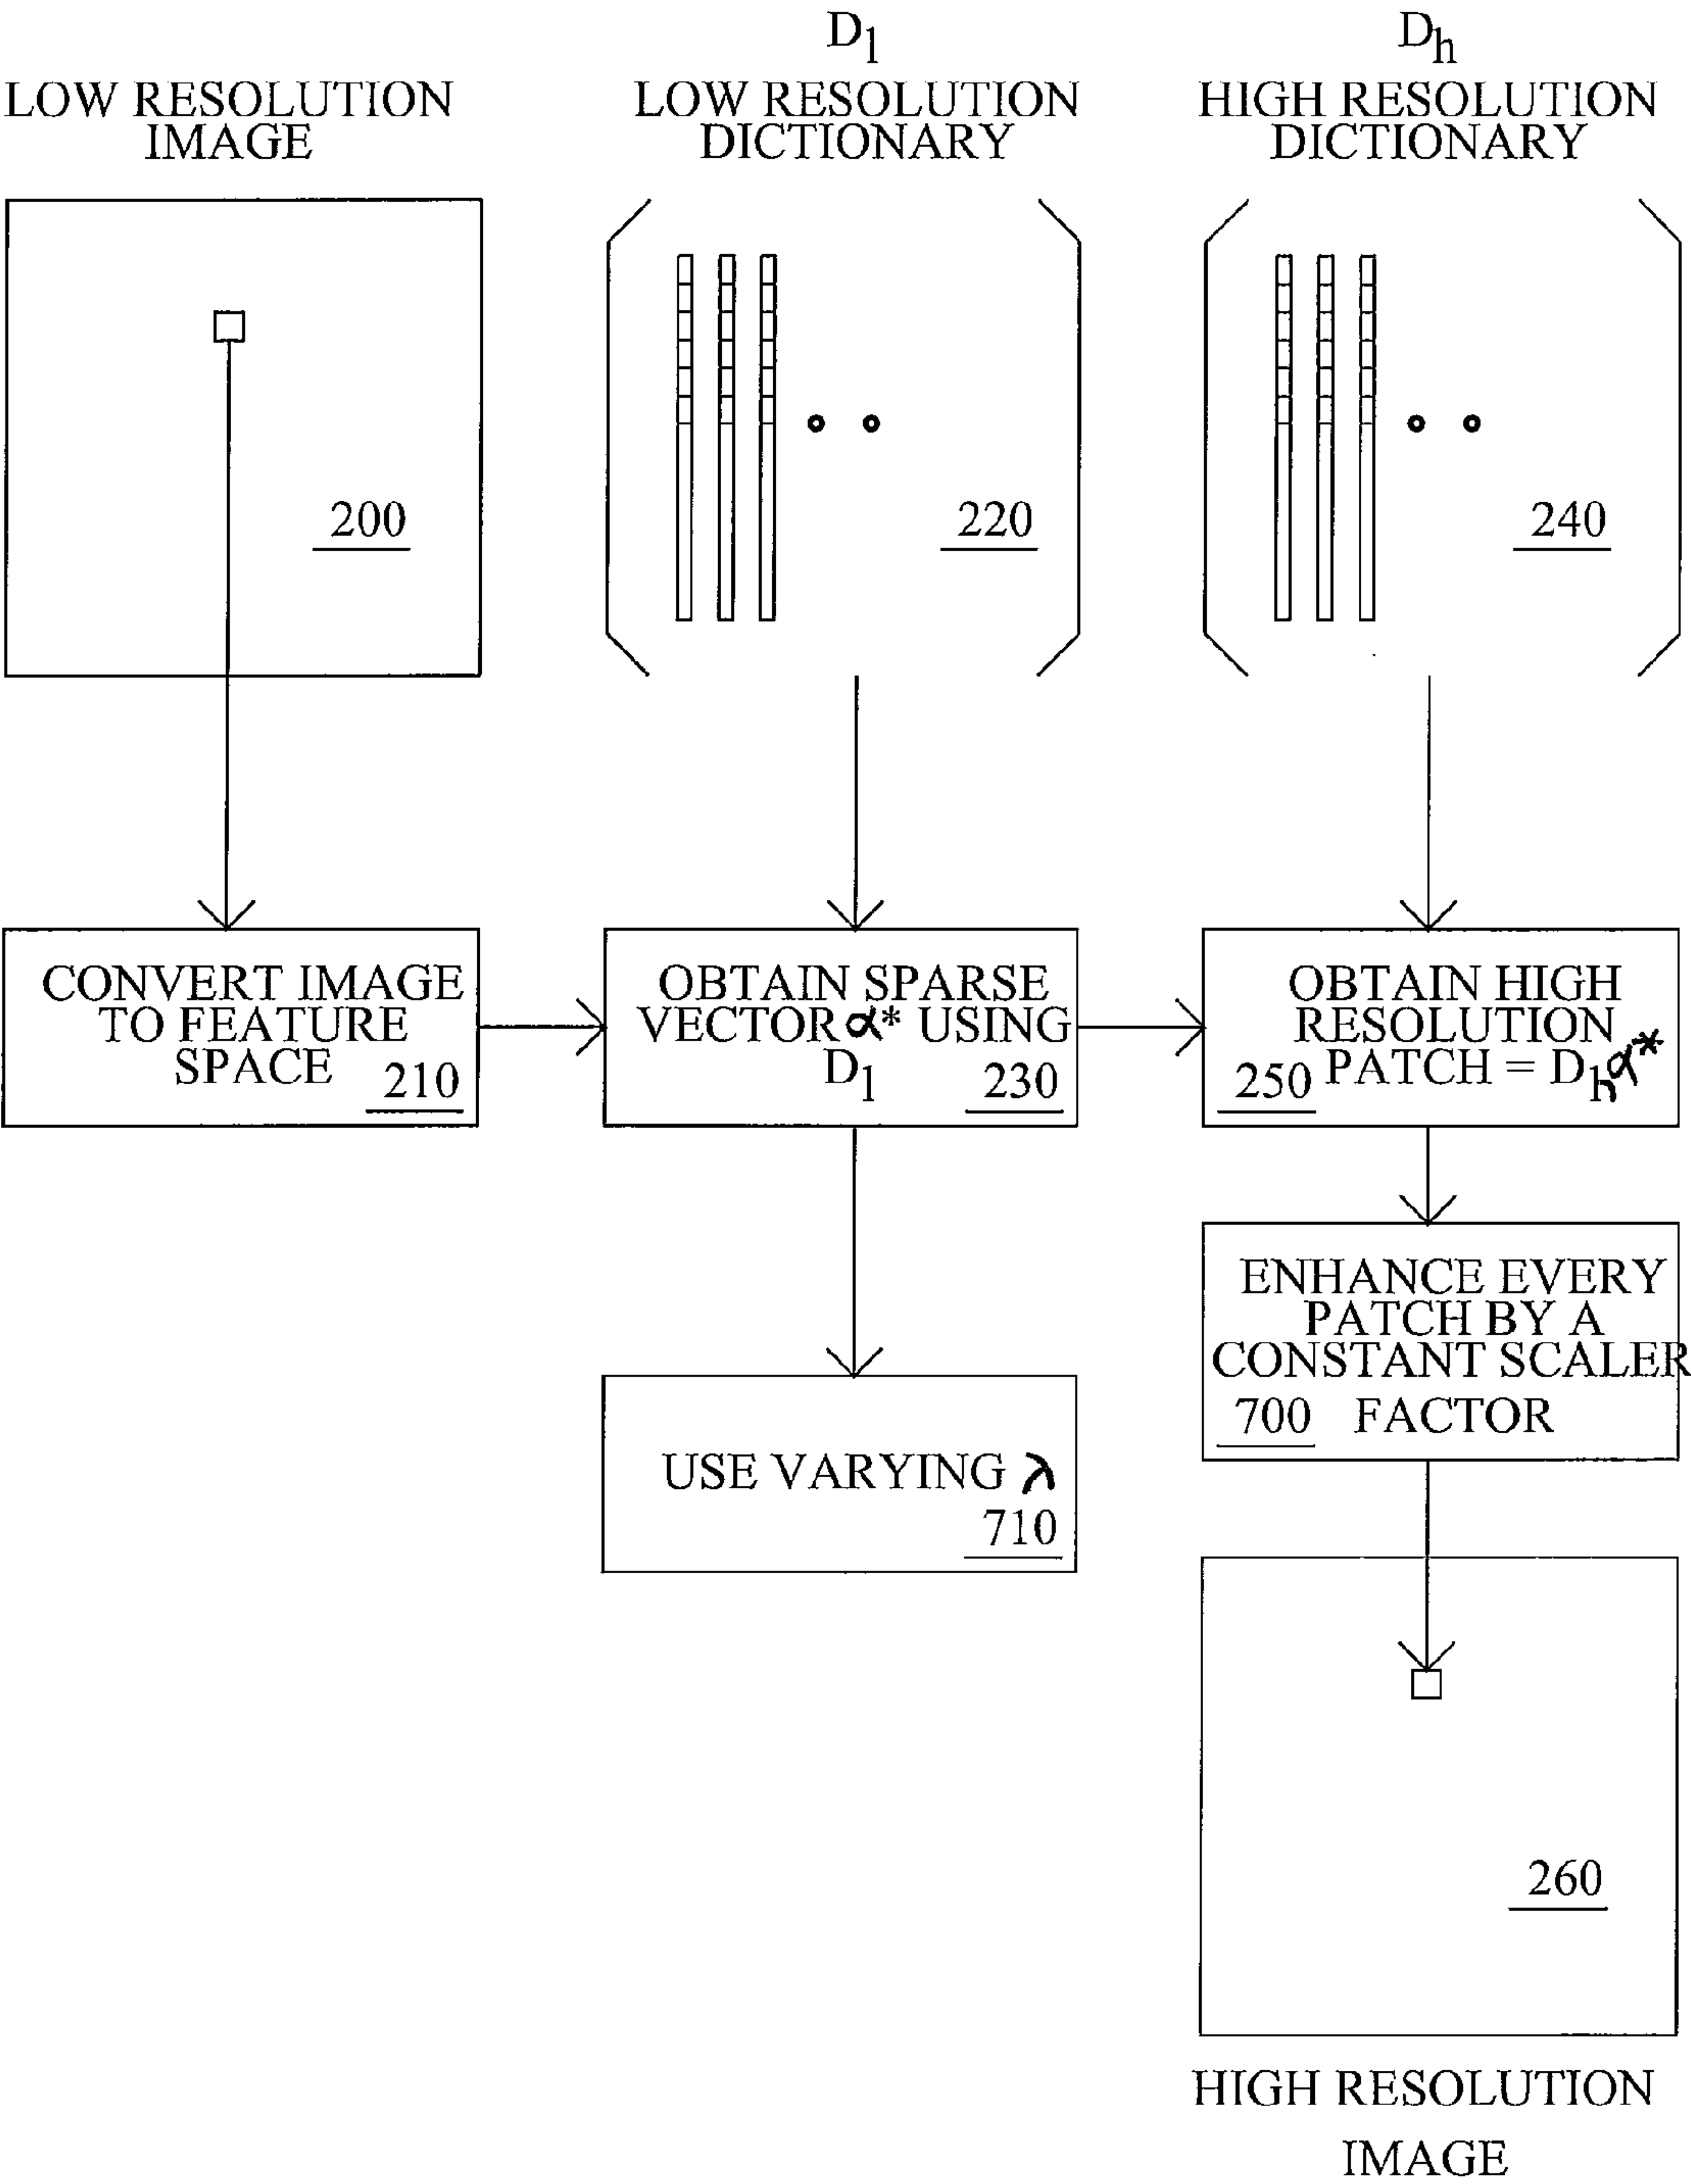 LOW RESOLUTION
IMAGE
200
D₁
LOW RESOLUTION
DICTIONARY
220
Dₕ
HIGH RESOLUTION
DICTIONARY
240
CONVERT IMAGE
TO FEATURE
SPACE
210
OBTAIN SPARSE
VECTOR α* USING
D₁
230
OBTAIN HIGH
RESOLUTION
250 PATCH = Dₕα*
USE VARYING λ
710
ENHANCE EVERY
PATCH BY A
CONSTANT SCALER
700 FACTOR
260
HIGH RESOLUTION
IMAGE